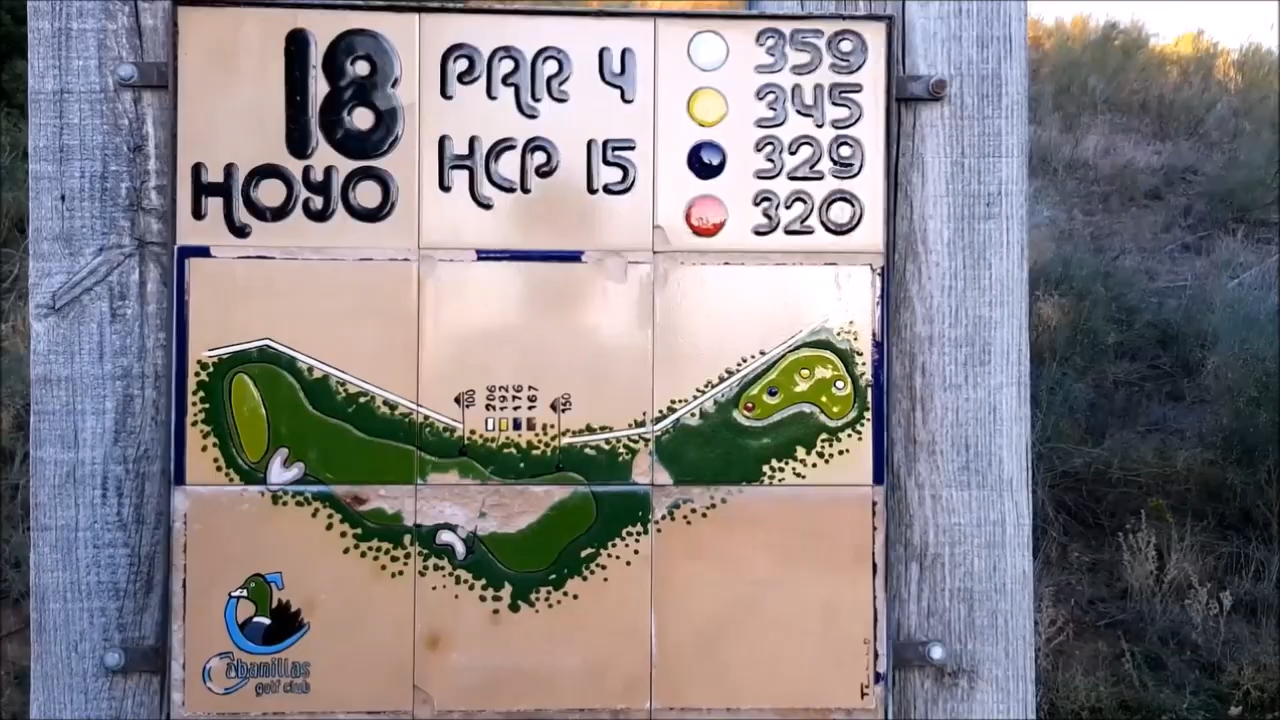 18
HOYO
PAR 4
HCP 15
359
345
329
320
100
206
192
176
167
150
Cabanillas
golf club